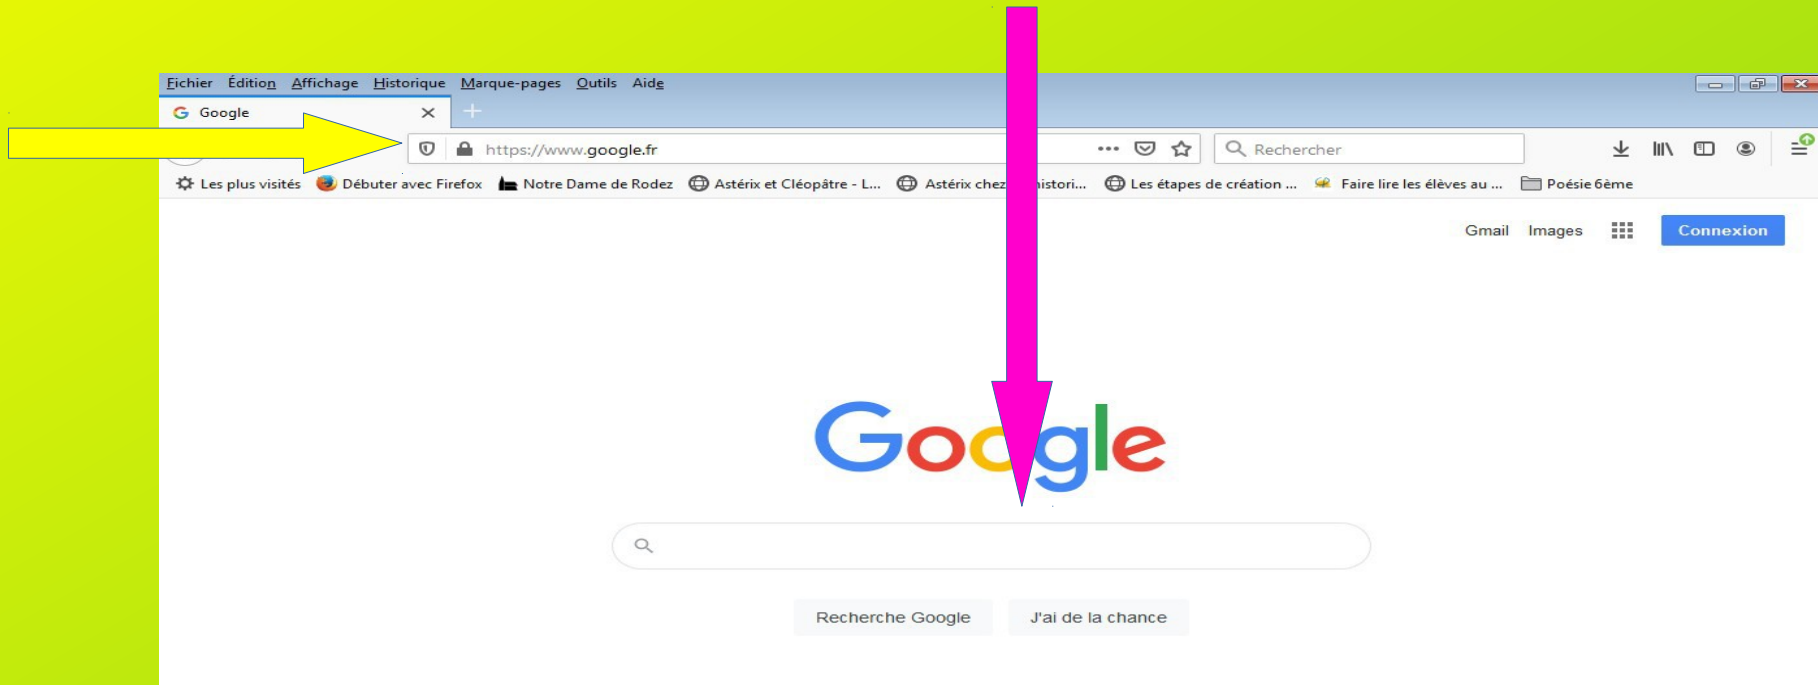 Fichier Édition Affichage Historique Marque-pages Outils Aide
Google
https://www.google.fr Rechercher
Les plus visités Débuter avec Firefox Notre Dame de Rodez Astérix et Cléopâtre - L... Astérix chez histori... Les étapes de création ... Faire lire les élèves au ... Poésie 6ème
Gmail Images Connexion
Google
Recherche Google J'ai de la chance